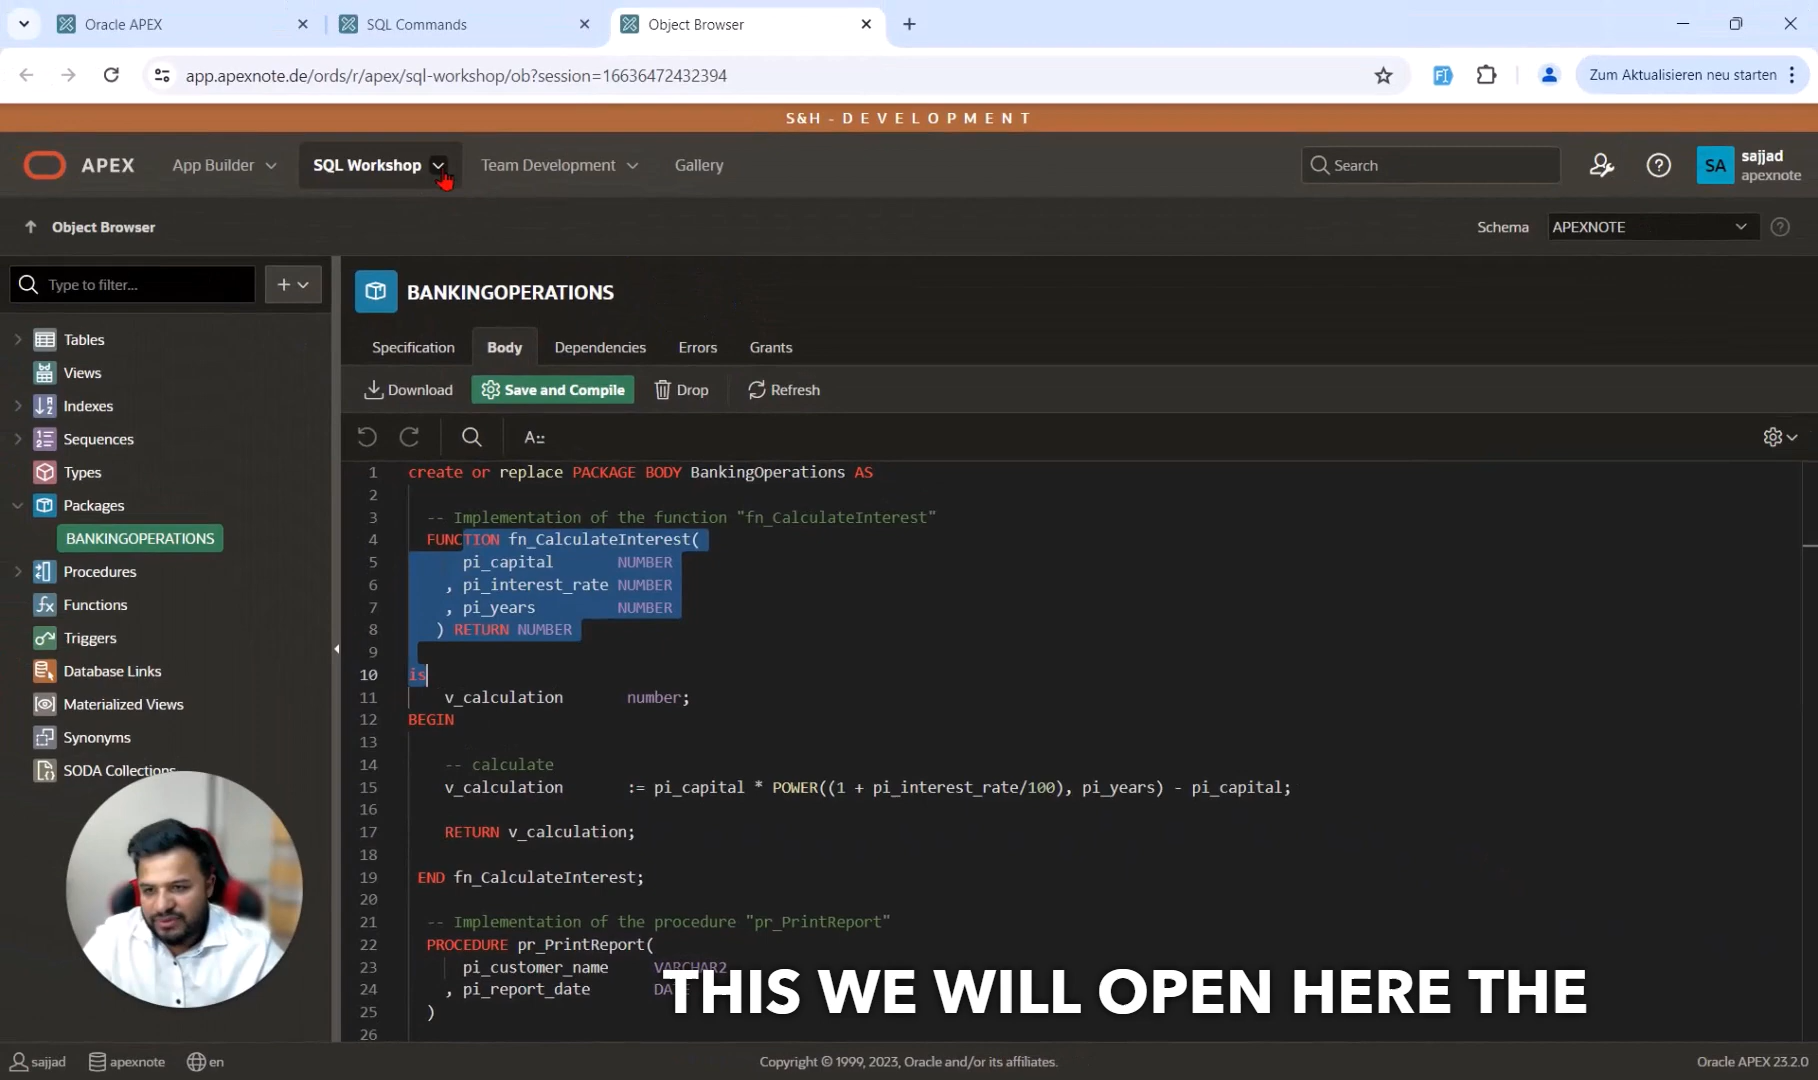 Oracle APEX
SQL Commands
Object Browser
app.apexnote.de/ords/r/apex/sql-workshop/ob?session=16636472432394
Zum Aktualisieren neu starten
S&H - D E V E L O P M E N T
APEX
App Builder
SQL Workshop
Team Development
Gallery
Search
SA
sajjad
apexnote
Object Browser
Schema
APEXNOTE
Type to filter...
Tables
Views
Indexes
Sequences
Types
Packages
BANKINGOPERATIONS
Procedures
Functions
Triggers
Database Links
Materialized Views
Synonyms
SODA Collections
BANKINGOPERATIONS
Specification
Body
Dependencies
Errors
Grants
Download
Save and Compile
Drop
Refresh
A::
1 create or replace PACKAGE BODY BankingOperations AS
2
3 -- Implementation of the function "fn_CalculateInterest"
4 FUNCTION fn_CalculateInterest(
5 pi_capital NUMBER
6 , pi_interest_rate NUMBER
7 , pi_years NUMBER
8 ) RETURN NUMBER
9
10 is
11 v_calculation number;
12 BEGIN
13
14 -- calculate
15 v_calculation := pi_capital * POWER((1 + pi_interest_rate/100), pi_years) - pi_capital;
16
17 RETURN v_calculation;
18
19 END fn_CalculateInterest;
20
21 -- Implementation of the procedure "pr_PrintReport"
22 PROCEDURE pr_PrintReport(
23 pi_customer_name VARCHAR2
24 , pi_report_date DATE
25 )
26
THIS WE WILL OPEN HERE THE
sajjad
apexnote
en
Copyright © 1999, 2023, Oracle and/or its affiliates.
Oracle APEX 23.2.0